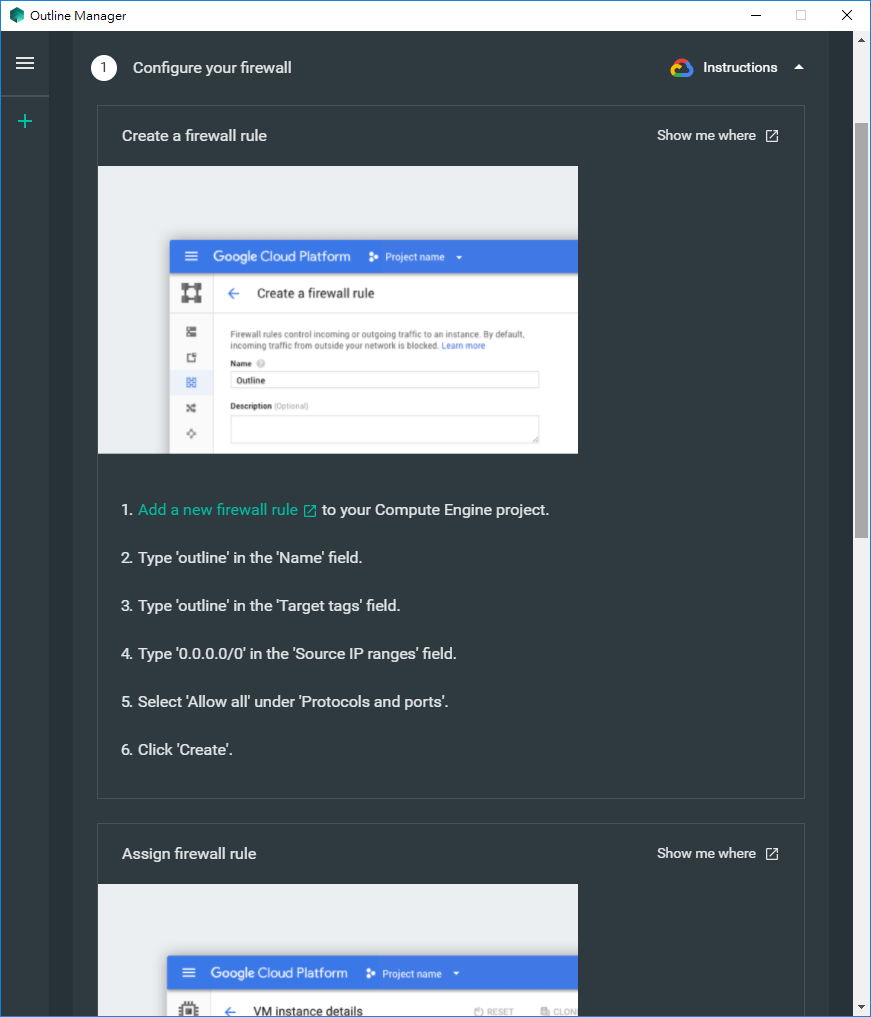 Outline Manager
1 Configure your firewall Instructions
Create a firewall rule Show me where
Google Cloud Platform Project name
Create a firewall rule
Firewall rules control incoming or outgoing traffic to an instance. By default,
incoming traffic from outside your network is blocked. Learn more
Name
Outline
Description (Optional)
1. Add a new firewall rule to your Compute Engine project.
2. Type 'outline' in the 'Name' field.
3. Type 'outline' in the 'Target tags' field.
4. Type '0.0.0.0/0' in the 'Source IP ranges' field.
5. Select 'Allow all' under 'Protocols and ports'.
6. Click 'Create'.
Assign firewall rule Show me where
Google Cloud Platform Project name
VM instance details RESET CLON